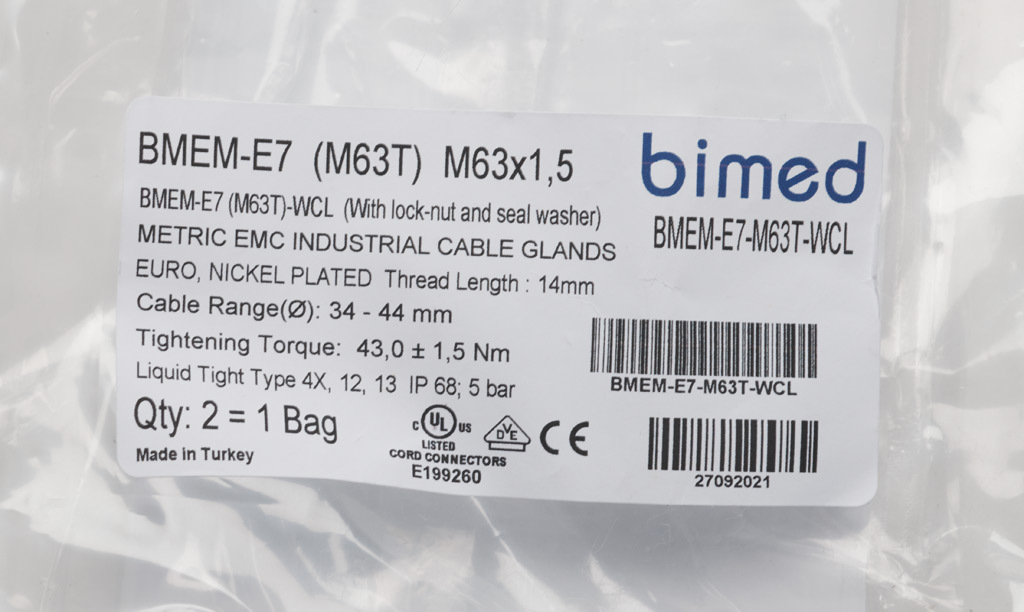 BMEM-E7 (M63T) M63x1,5
bimed
BMEM-E7 (M63T)-WCL (With lock-nut and seal washer)
BMEM-E7-M63T-WCL
METRIC EMC INDUSTRIAL CABLE GLANDS
EURO, NICKEL PLATED Thread Length : 14mm
Cable Range(Ø): 34 - 44 mm
Tightening Torque: 43,0 ± 1,5 Nm
Liquid Tight Type 4X, 12, 13 IP 68; 5 bar
BMEM-E7-M63T-WCL
Qty: 2 = 1 Bag
c UL us
LISTED
CORD CONNECTORS
E199260
DVE
CE
Made in Turkey
27092021